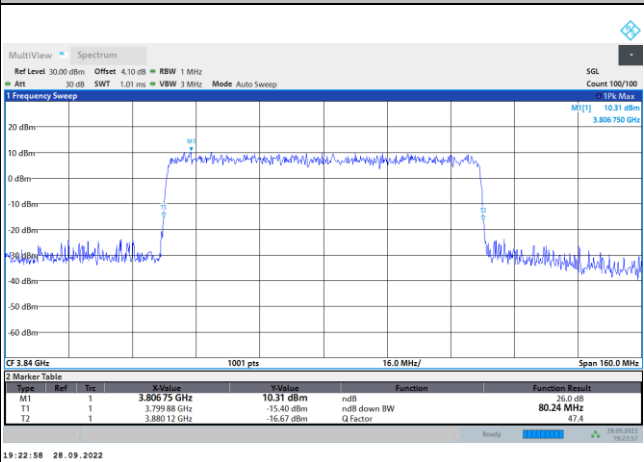 MultiView Spectrum
Ref Level 30.00 dBm Offset 4.10 dB RBW 1 MHz SGL
Att 30 dB SWT 1.01 ms VBW 3 MHz Mode Auto Sweep Count 100/100
1 Frequency Sweep 1Pk Max
M1[1] 10.31 dBm
3.806 750 GHz
20 dBm
M1
10 dBm
0 dBm
-10 dBm
-20 dBm
-30 dBm
-40 dBm
-50 dBm
-60 dBm
CF 3.84 GHz 1001 pts 16.0 MHz/ Span 160.0 MHz
2 Marker Table
Type Ref Trc X-Value Y-Value Function Function Result
M1 1 3.806 75 GHz 10.31 dBm ndB 26.0 dB
T1 1 3.799 88 GHz -15.40 dBm ndB down BW 80.24 MHz
T2 1 3.880 12 GHz -16.67 dBm Q Factor 47.4
Ready 28.09.2022
19:22:57
19:22:58 28.09.2022